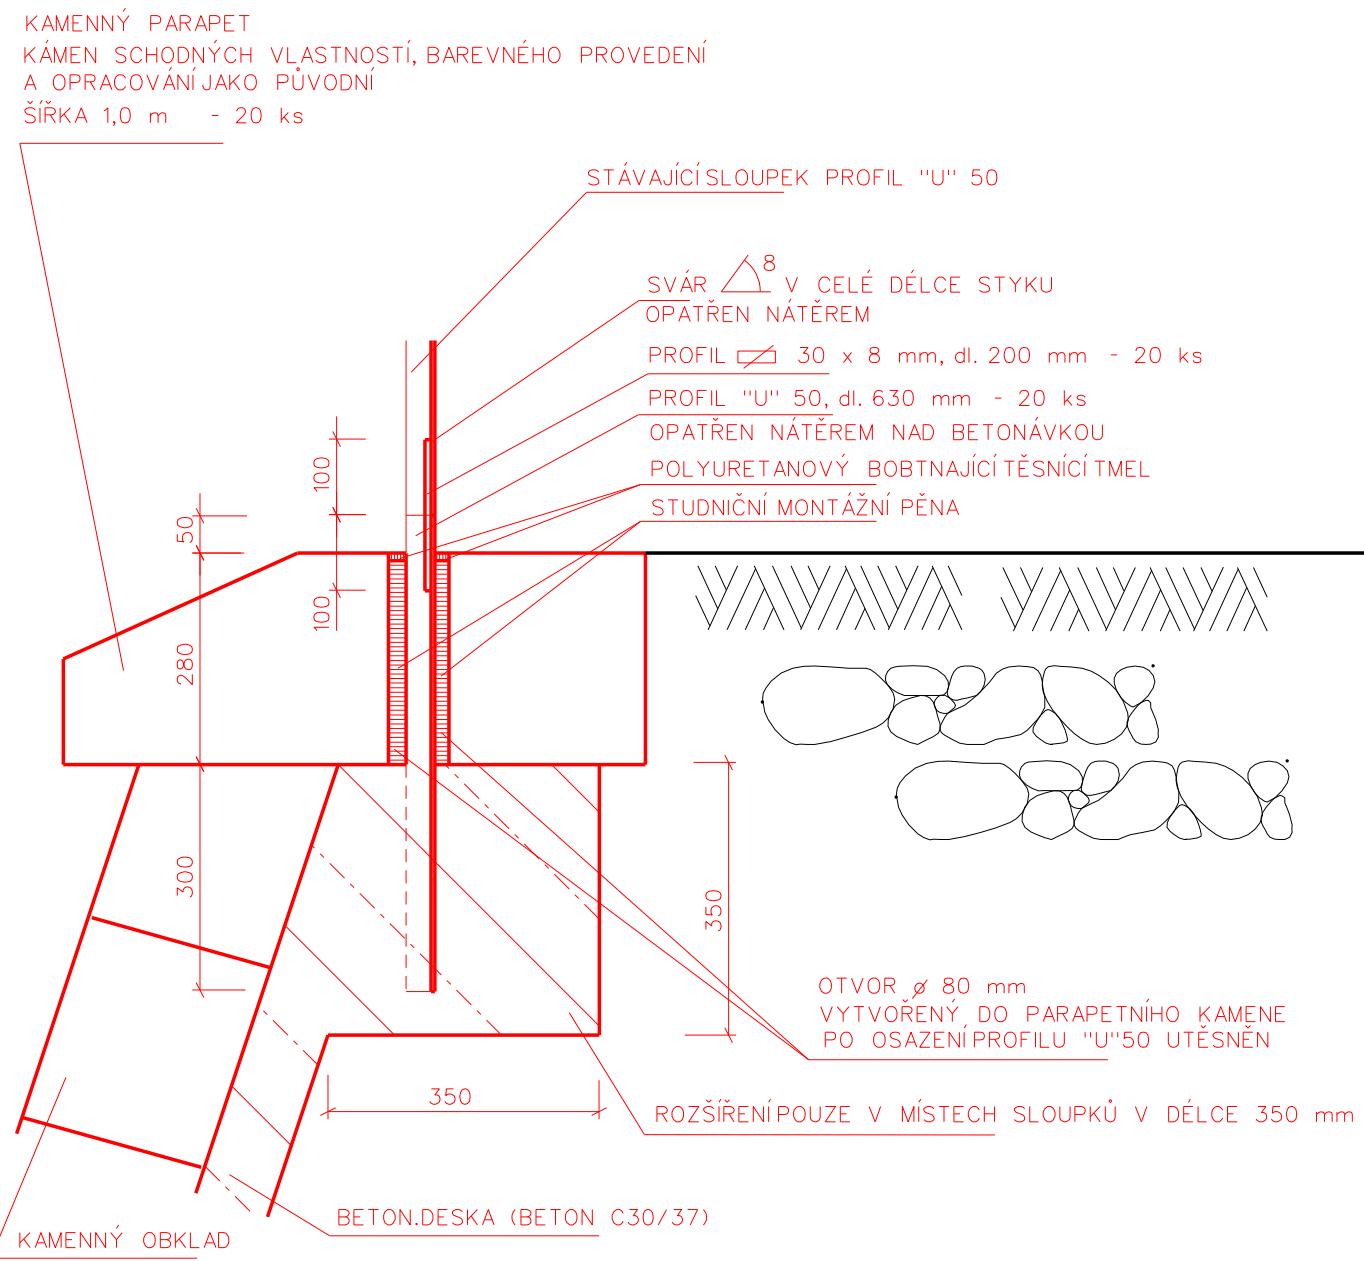 KAMENNÝ PARAPET
KÁMEN SCHODNÝCH VLASTNOSTÍ, BAREVNÉHO PROVEDENÍ
A OPRACOVÁNÍ JAKO PŮVODNÍ
ŠÍŘKA 1,0 m - 20 ks
STÁVAJÍCÍ SLOUPEK PROFIL "U" 50
SVÁR 8 V CELÉ DÉLCE STYKU
OPATŘEN NÁTĚREM
PROFIL 30 x 8 mm, dl. 200 mm - 20 ks
PROFIL "U" 50, dl. 630 mm - 20 ks
OPATŘEN NÁTĚREM NAD BETONÁVKOU
POLYURETANOVÝ BOBTNAJÍCÍ TĚSNÍCÍ TMEL
STUDNIČNÍ MONTÁŽNÍ PĚNA
100
50
100
280
300
350
OTVOR ø 80 mm
VYTVOŘENÝ DO PARAPETNÍHO KAMENE
PO OSAZENÍ PROFILU "U"50 UTĚSNĚN
350
ROZŠÍŘENÍ POUZE V MÍSTECH SLOUPKŮ V DÉLCE 350 mm
BETON.DESKA (BETON C30/37)
KAMENNÝ OBKLAD